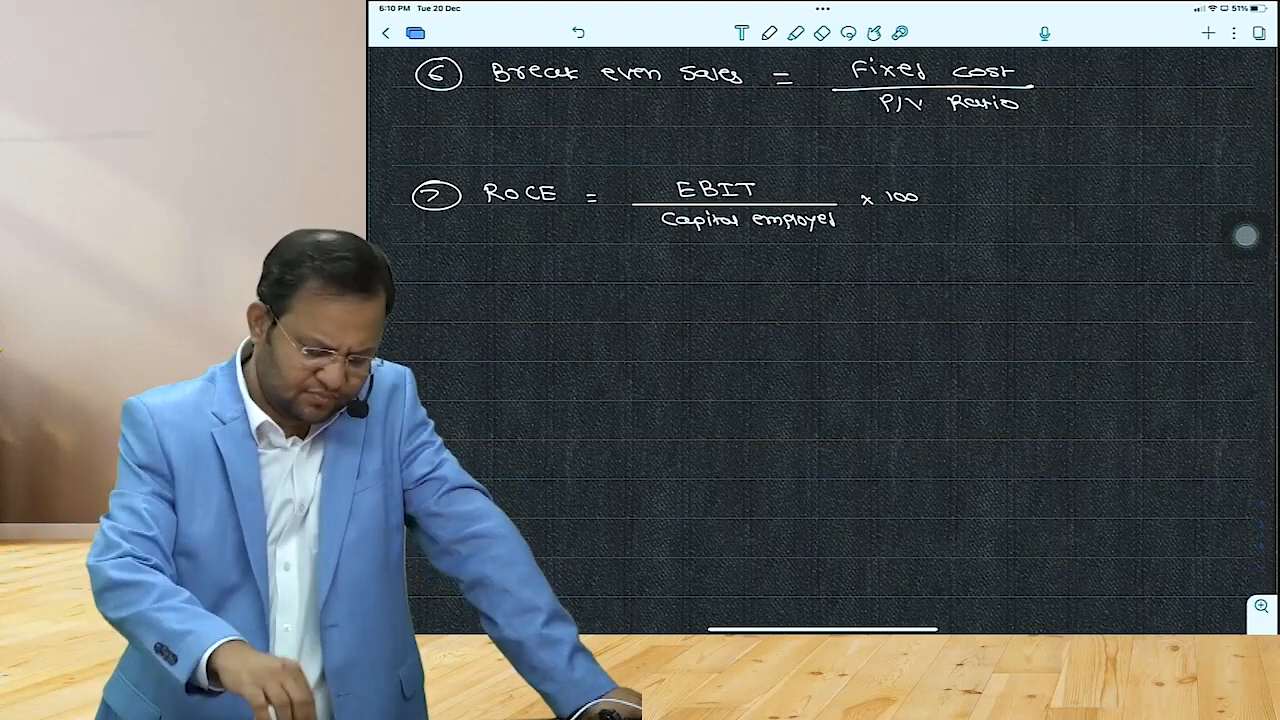 6:10 PM Tue 20 Dec
51%
6 Break even sales = Fixed cost
P/V Ratio
7 ROCE = EBIT × 100
Capital employed